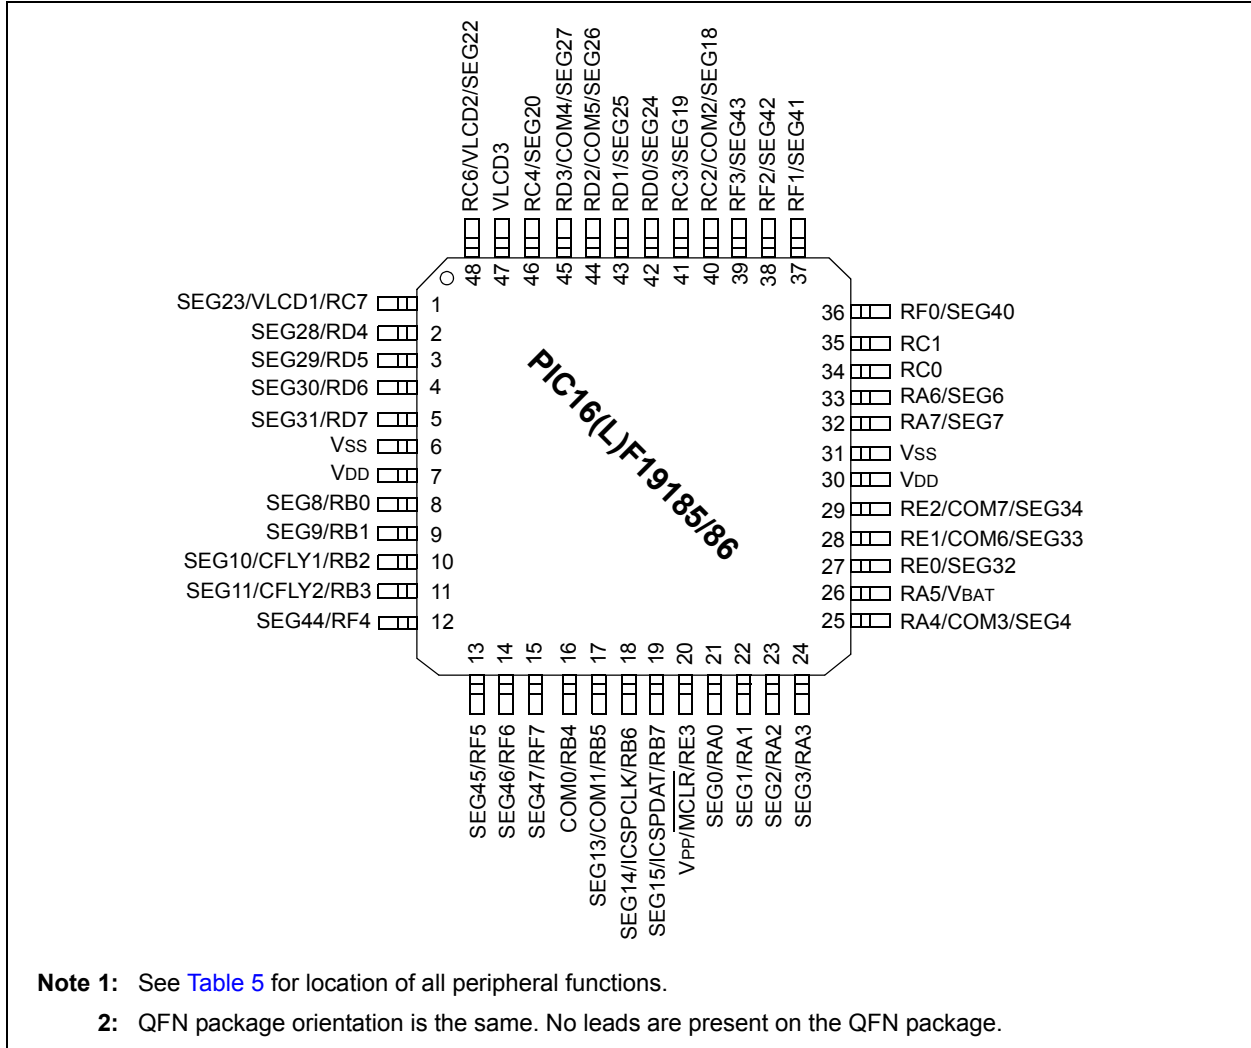 RC6/VLCD2/SEG22
VLCD3
RC4/SEG20
RD3/COM4/SEG27
RD2/COM5/SEG26
RD1/SEG25
RD0/SEG24
RC3/SEG19
RC2/COM2/SEG18
RF3/SEG43
RF2/SEG42
RF1/SEG41
48
47
46
45
44
43
42
41
40
39
38
37
SEG23/VLCD1/RC7 1
SEG28/RD4 2
SEG29/RD5 3
SEG30/RD6 4
SEG31/RD7 5
VSS 6
VDD 7
SEG8/RB0 8
SEG9/RB1 9
SEG10/CFLY1/RB2 10
SEG11/CFLY2/RB3 11
SEG44/RF4 12
PIC16(L)F19185/86
36 RF0/SEG40
35 RC1
34 RC0
33 RA6/SEG6
32 RA7/SEG7
31 VSS
30 VDD
29 RE2/COM7/SEG34
28 RE1/COM6/SEG33
27 RE0/SEG32
26 RA5/VBAT
25 RA4/COM3/SEG4
13
14
15
16
17
18
19
20
21
22
23
24
SEG45/RF5
SEG46/RF6
SEG47/RF7
COM0/RB4
SEG13/COM1/RB5
SEG14/ICSPCLK/RB6
SEG15/ICSPDAT/RB7
VPP/MCLR/RE3
SEG0/RA0
SEG1/RA1
SEG2/RA2
SEG3/RA3
Note 1: See Table 5 for location of all peripheral functions.
2: QFN package orientation is the same. No leads are present on the QFN package.